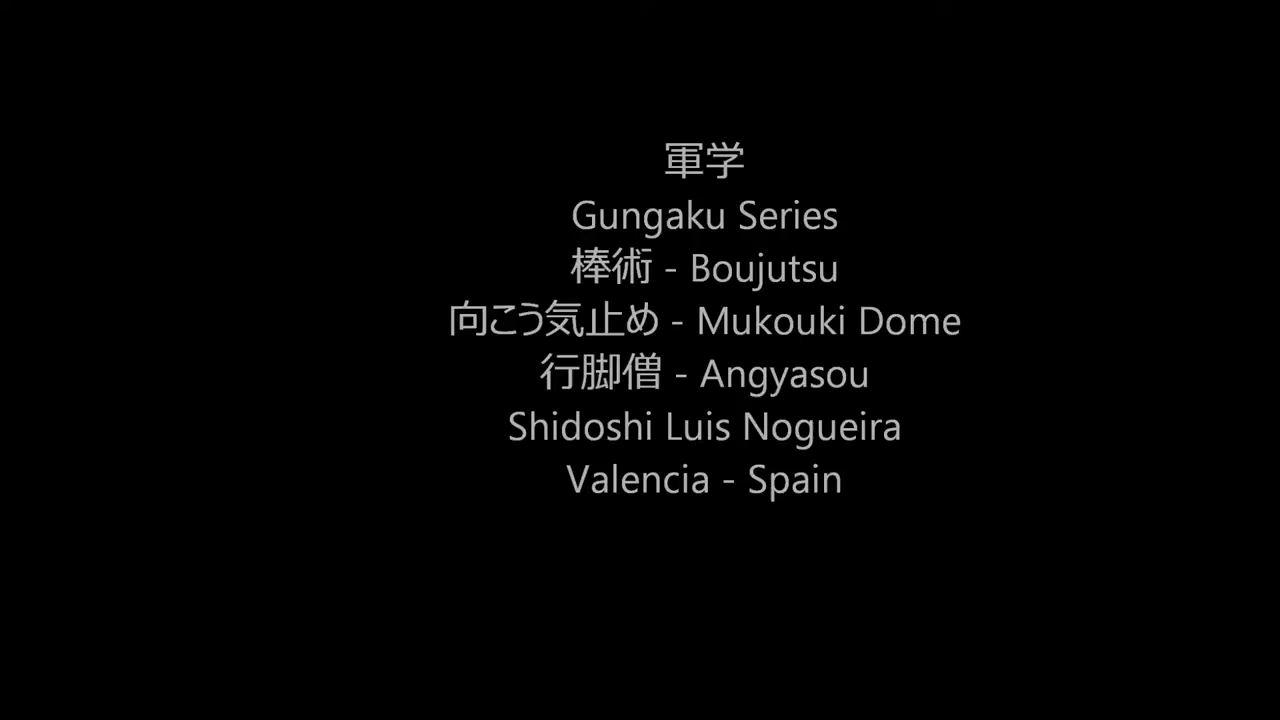 軍学
Gungaku Series
棒術 - Boujutsu
向こう気止め - Mukouki Dome
行脚僧 - Angyasou
Shidoshi Luis Nogueira
Valencia - Spain